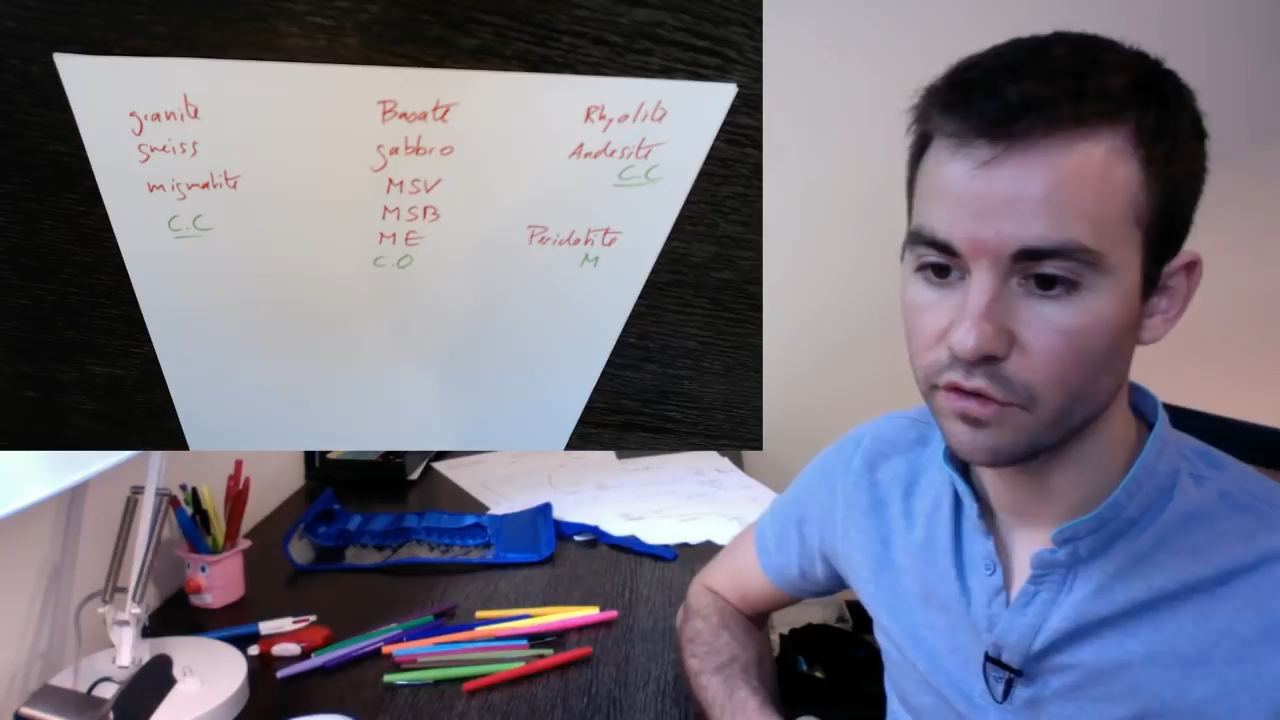 granite
gneiss
migmatite
C.C
Basalte
gabbro
MSV
MSB
ME
C.O
Rhyolite
Andesite
C.C
Peridotite
M